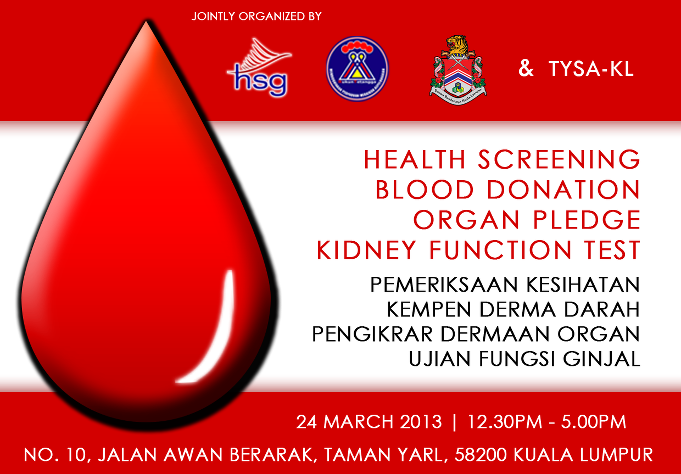 JOINTLY ORGANIZED BY
hsg
& TYSA-KL
HEALTH SCREENING
BLOOD DONATION
ORGAN PLEDGE
KIDNEY FUNCTION TEST
PEMERIKSAAN KESIHATAN
KEMPEN DERMA DARAH
PENGIKRAR DERMAAN ORGAN
UJIAN FUNGSI GINJAL
24 MARCH 2013 | 12.30PM - 5.00PM
NO. 10, JALAN AWAN BERARAK, TAMAN YARL, 58200 KUALA LUMPUR